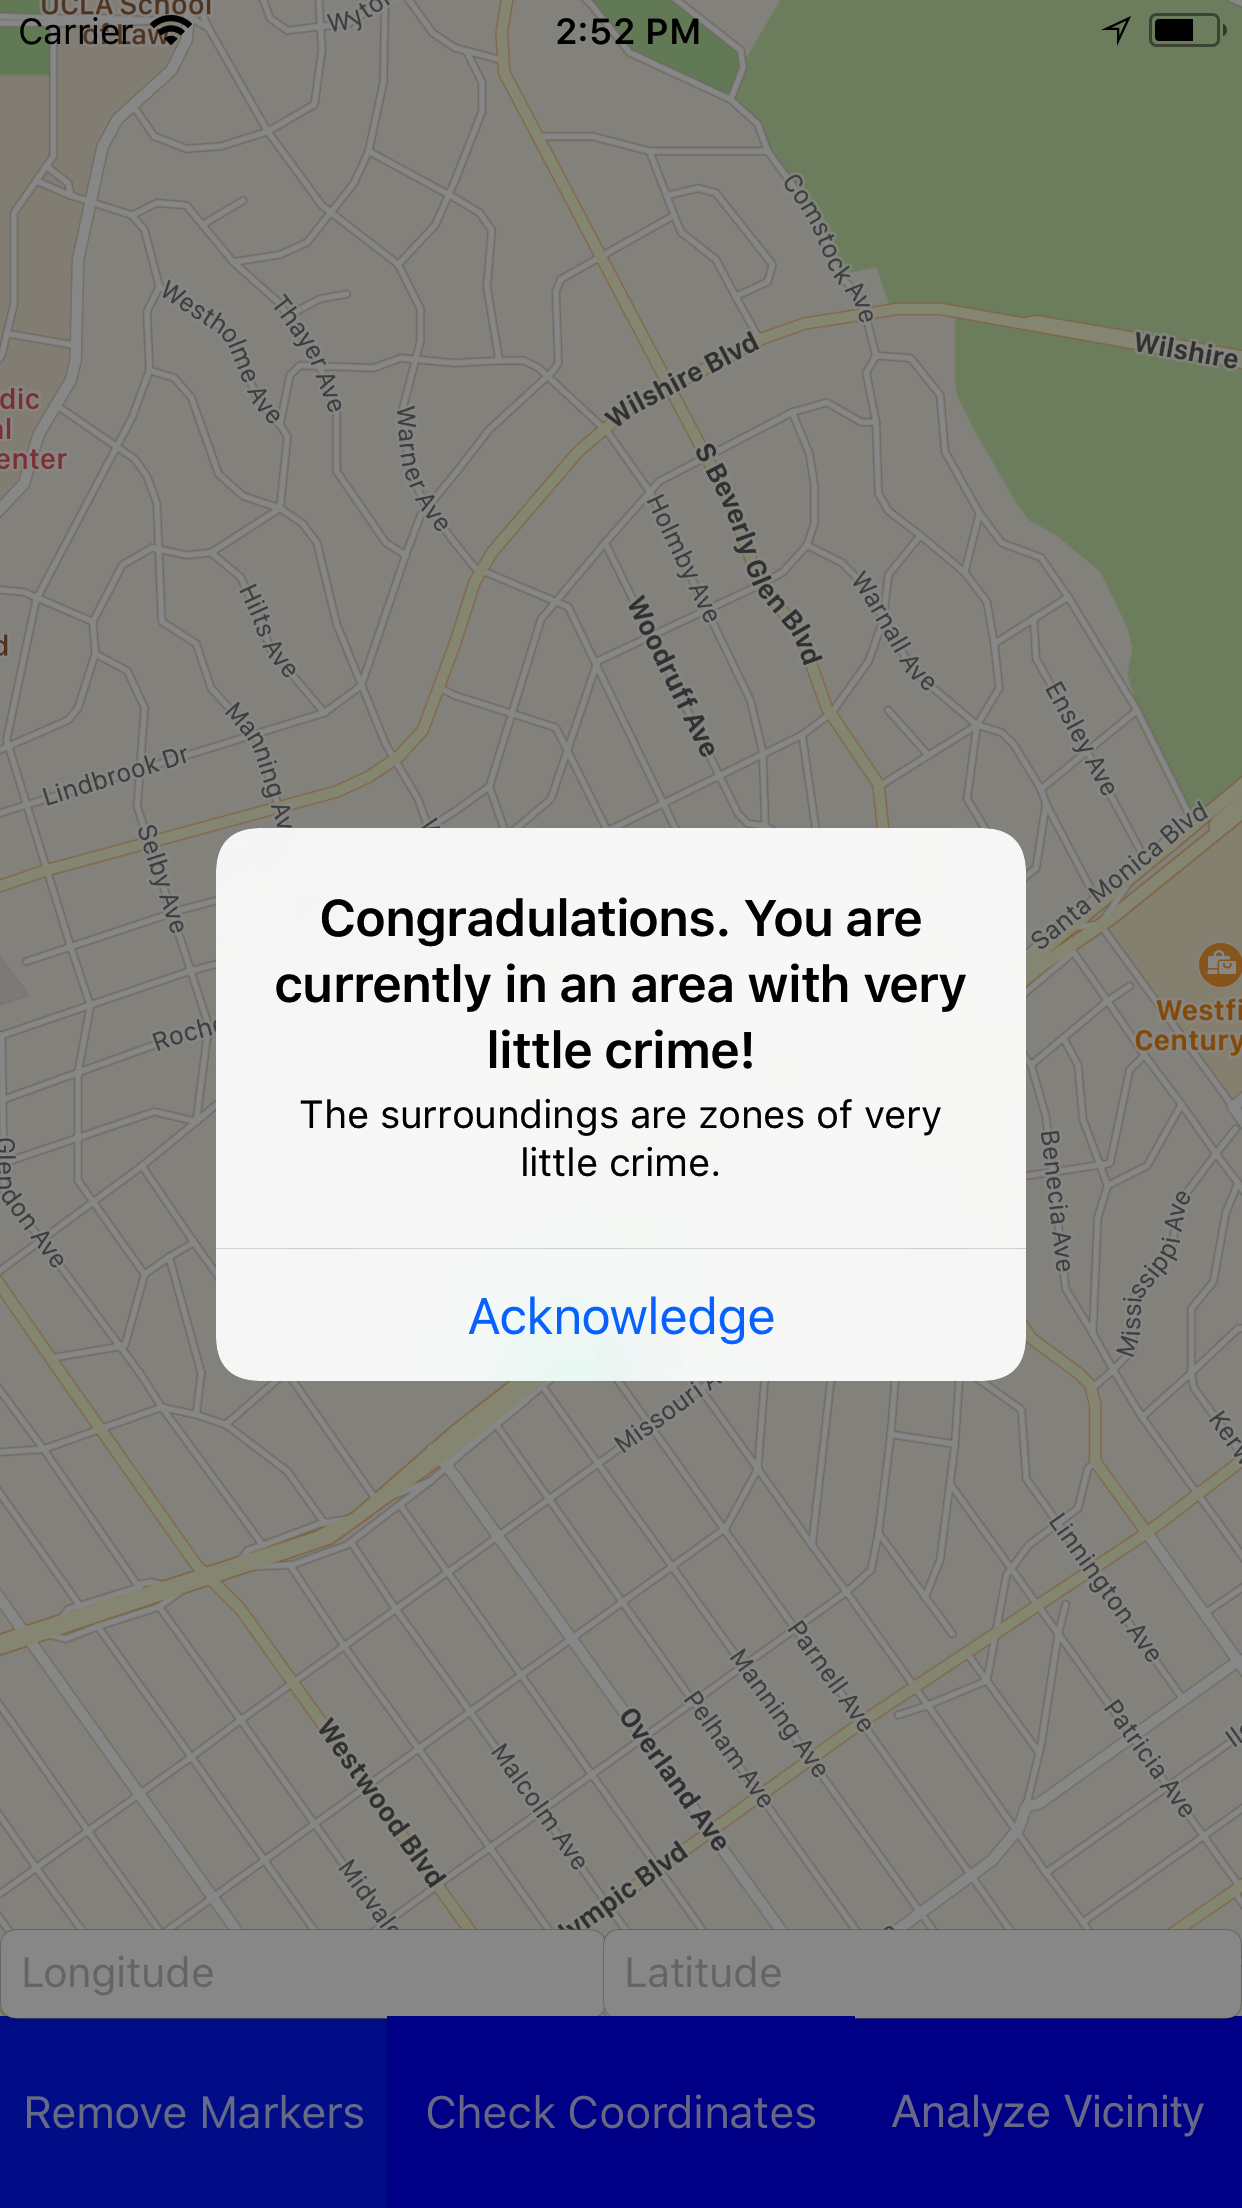 UCLA School
of Law
Carrier
2:52 PM
Comstock Ave
Westholme Ave
Thayer Ave
Wilshire Blvd
Wilshire
dic
al
enter
Warner Ave
S Beverly Glen Blvd
Holmby Ave
Woodruff Ave
Warnall Ave
Hilts Ave
Ensley Ave
Manning Av
Lindbrook Dr
Selby Ave
Santa Monica Blvd
Congradulations. You are
currently in an area with very
little crime!
The surroundings are zones of very
little crime.
Acknowledge
Westfi
Century
Roche
Glendon Ave
Benecia Ave
Mississippi Ave
Missouri A
Linnington Ave
Parnell Ave
Manning Ave
Pelham Ave
Overland Ave
Patricia Ave
Westwood Blvd
Malcolm Ave
Midvale
lympic Blvd
Longitude
Latitude
Remove Markers
Check Coordinates
Analyze Vicinity